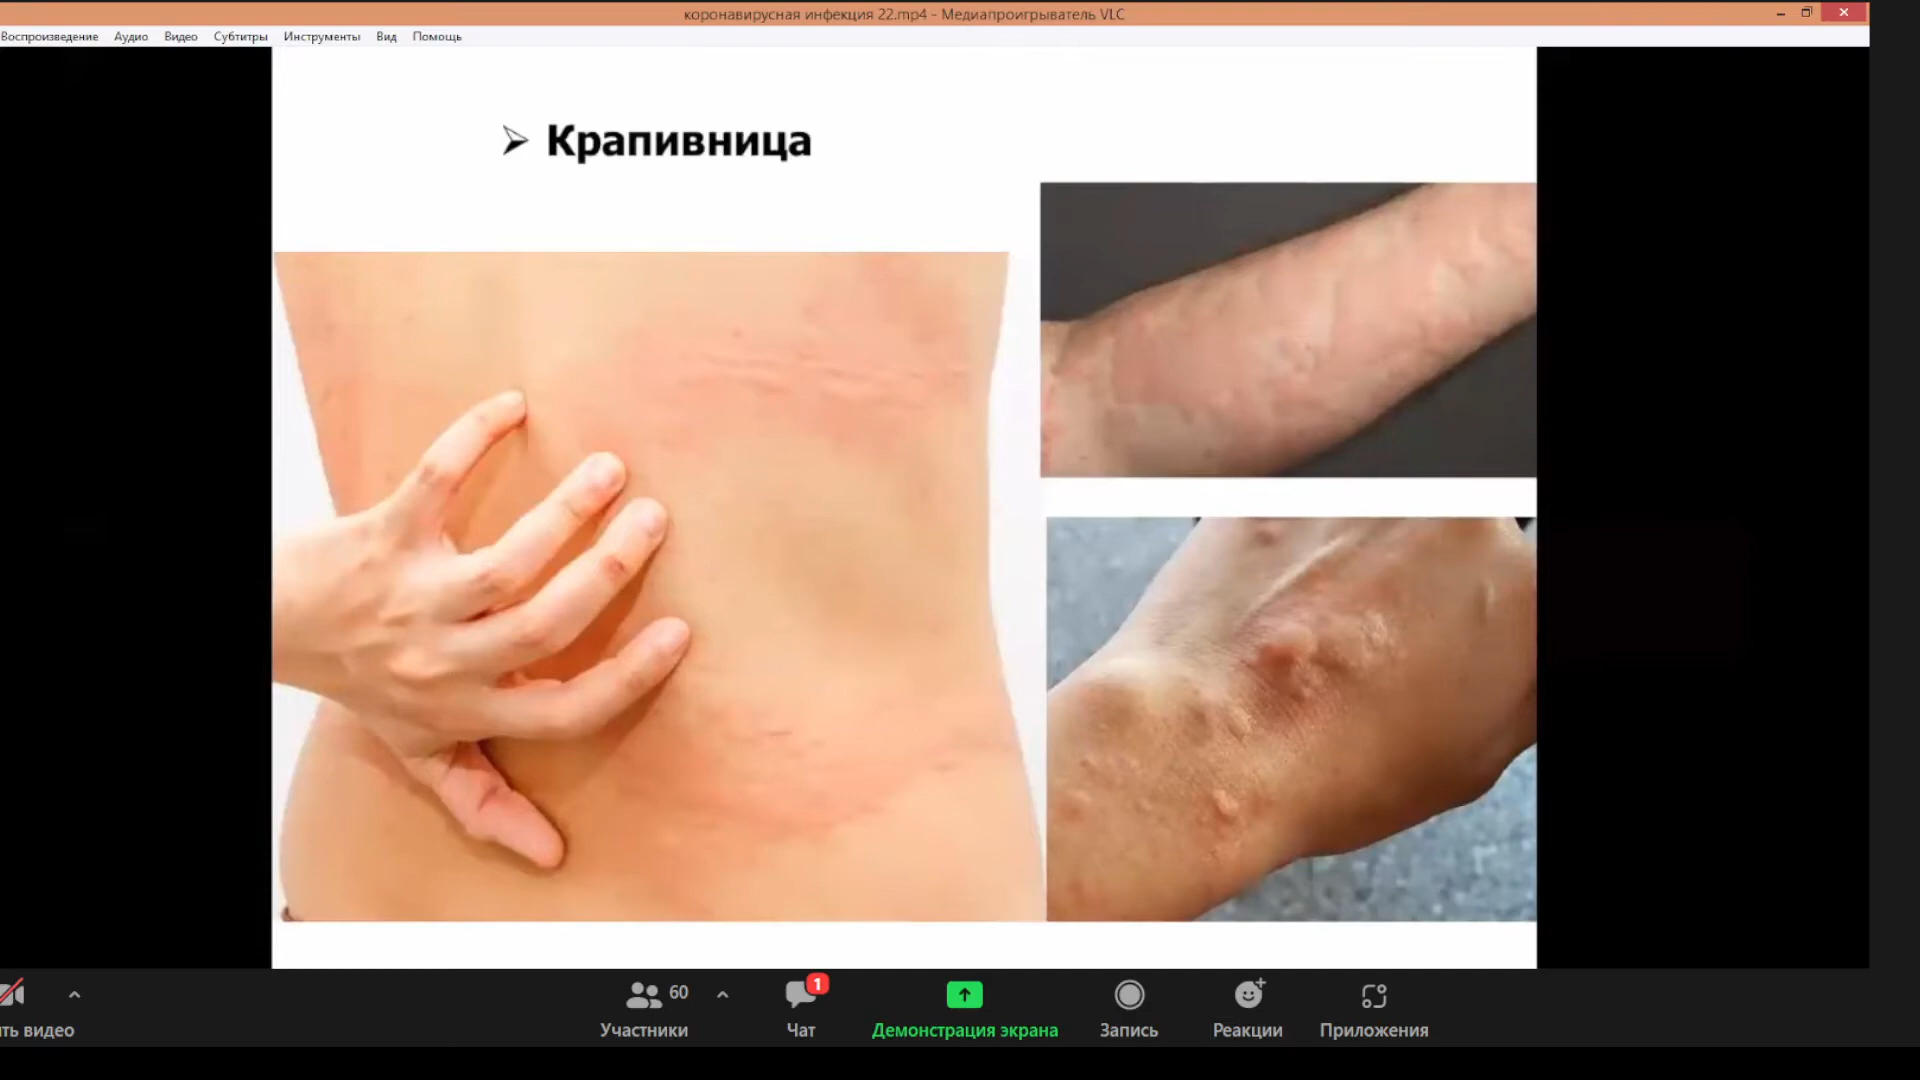 коронавирусная инфекция 22.mp4 - Медиапроигрыватель VLC
Воспроизведение Аудио Видео Субтитры Инструменты Вид Помощь
➢ Крапивница
60
1
ть видео Участники Чат Демонстрация экрана Запись Реакции Приложения